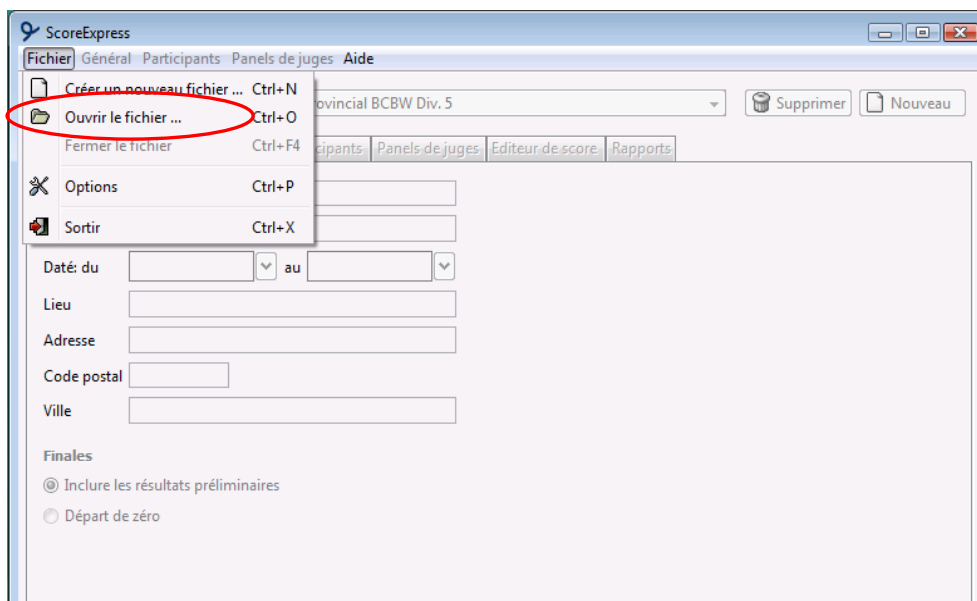 ScoreExpress
Fichier Général Participants Panels de juges Aide
Créer un nouveau fichier ... Ctrl+N
Ouvrir le fichier ... Ctrl+O
Fermer le fichier Ctrl+F4
Options Ctrl+P
Sortir Ctrl+X
BCBW Div. 5
Supprimer Nouveau
Panels de juges Editeur de score Rapports
Daté: du au
Lieu
Adresse
Code postal
Ville
Finales
Inclure les résultats préliminaires
Départ de zéro